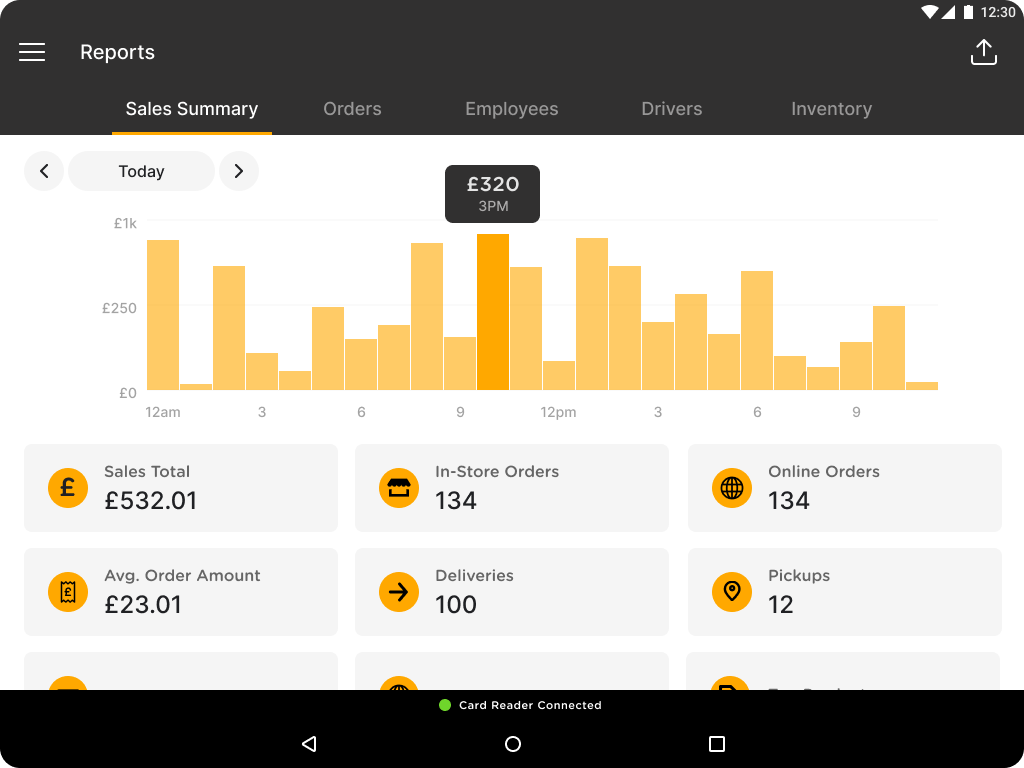 12:30
Reports
Sales Summary Orders Employees Drivers Inventory
Today
£320
3PM
£1k
£250
£0
12am 3 6 9 12pm 3 6 9
Sales Total In-Store Orders Online Orders
£532.01 134 134
Avg. Order Amount Deliveries Pickups
£23.01 100 12
Card Reader Connected